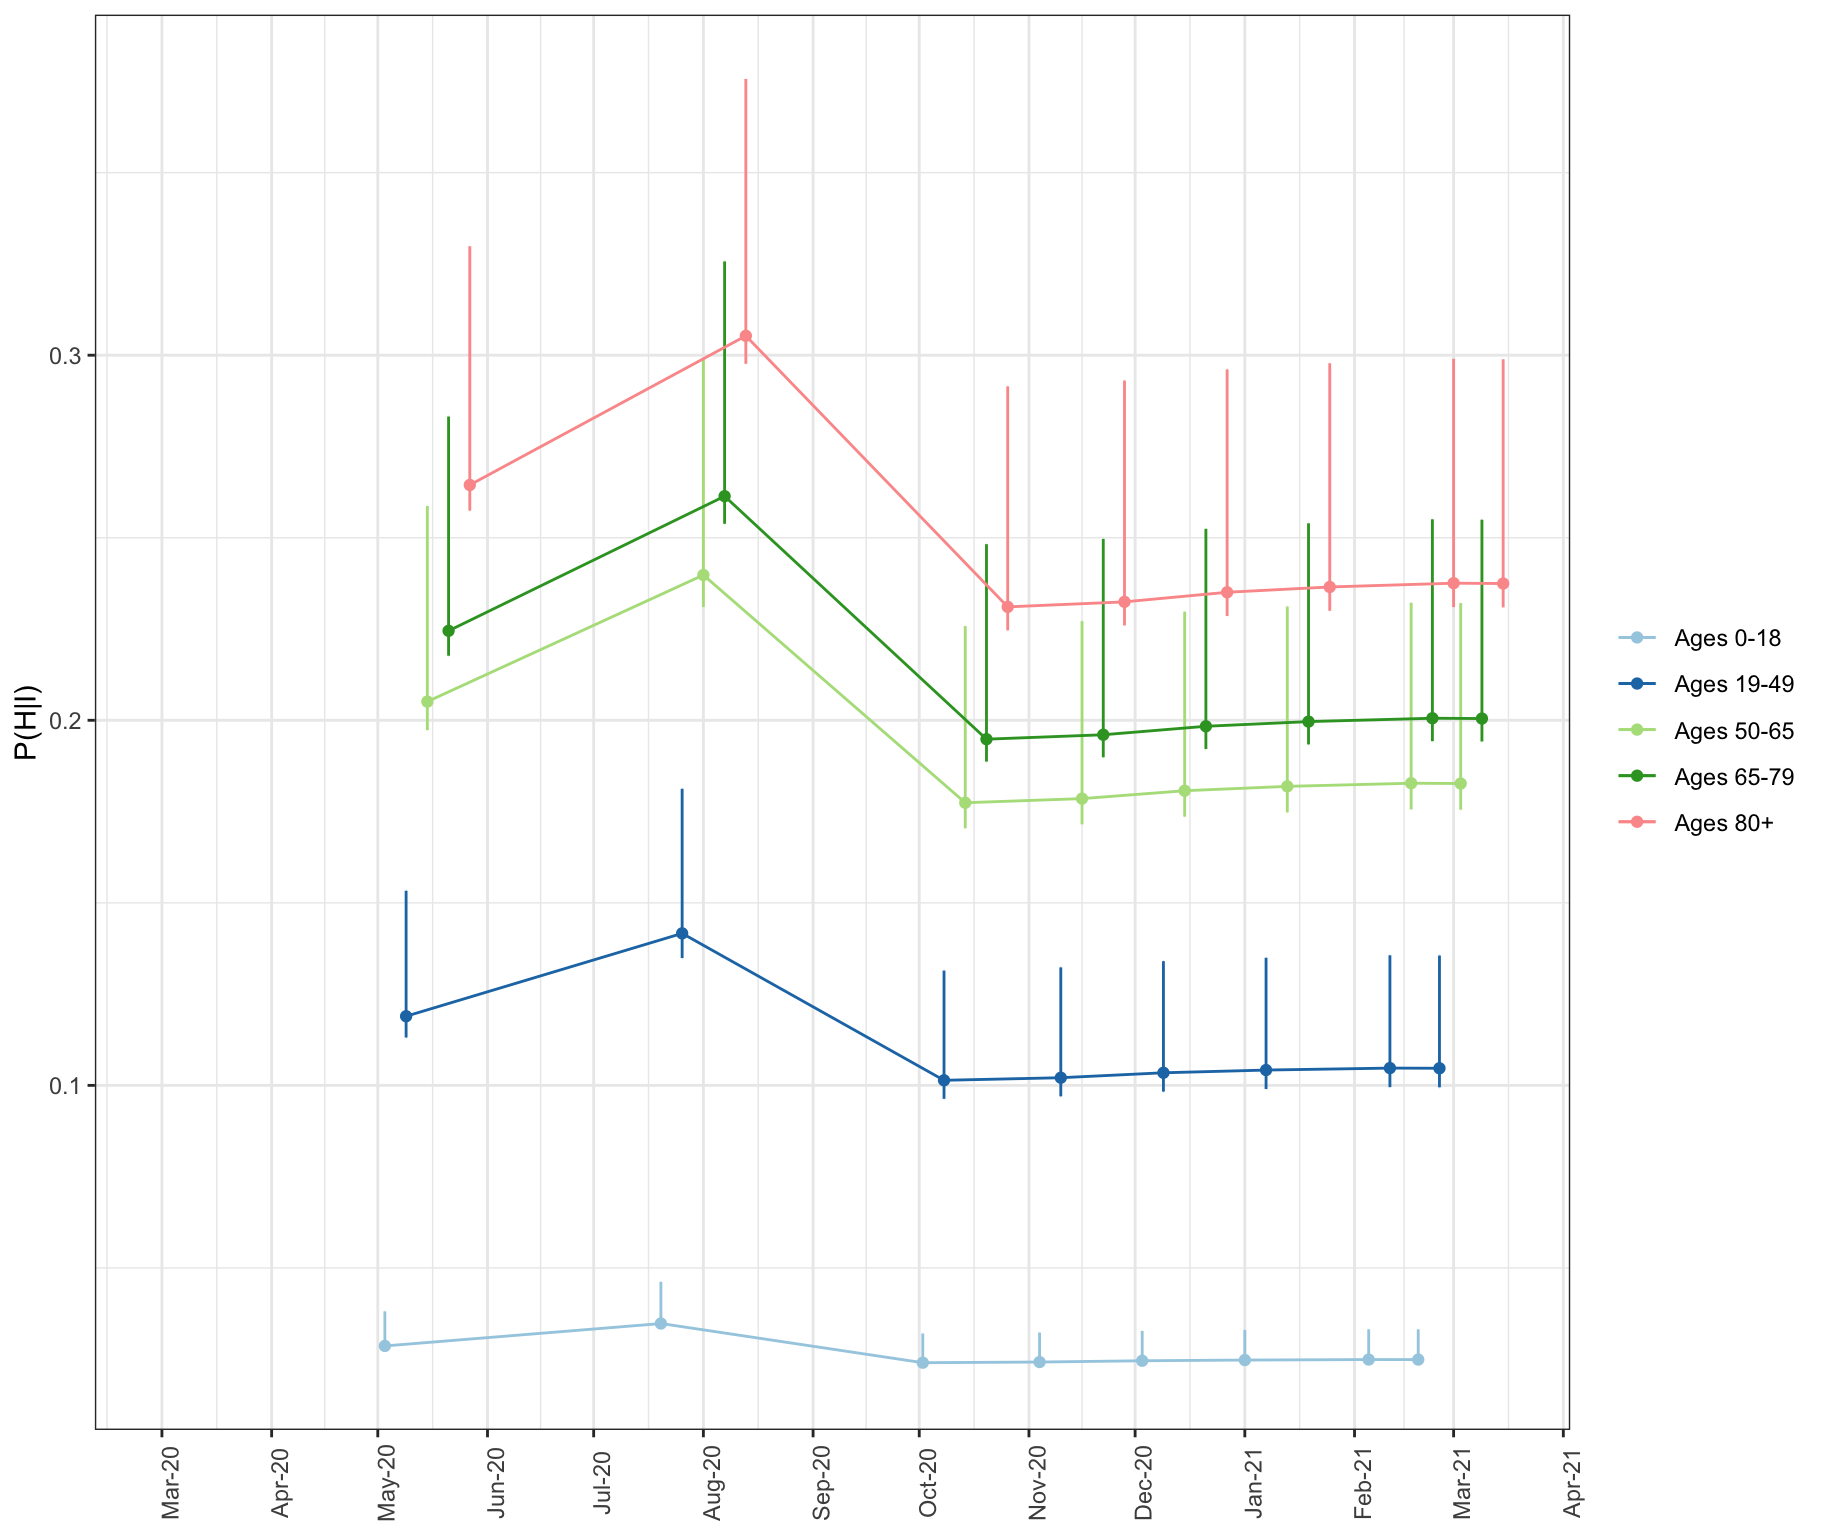 P(H|I)
0.3
0.2
0.1
Mar-20
Apr-20
May-20
Jun-20
Jul-20
Aug-20
Sep-20
Oct-20
Nov-20
Dec-20
Jan-21
Feb-21
Mar-21
Apr-21
Ages 0-18
Ages 19-49
Ages 50-65
Ages 65-79
Ages 80+